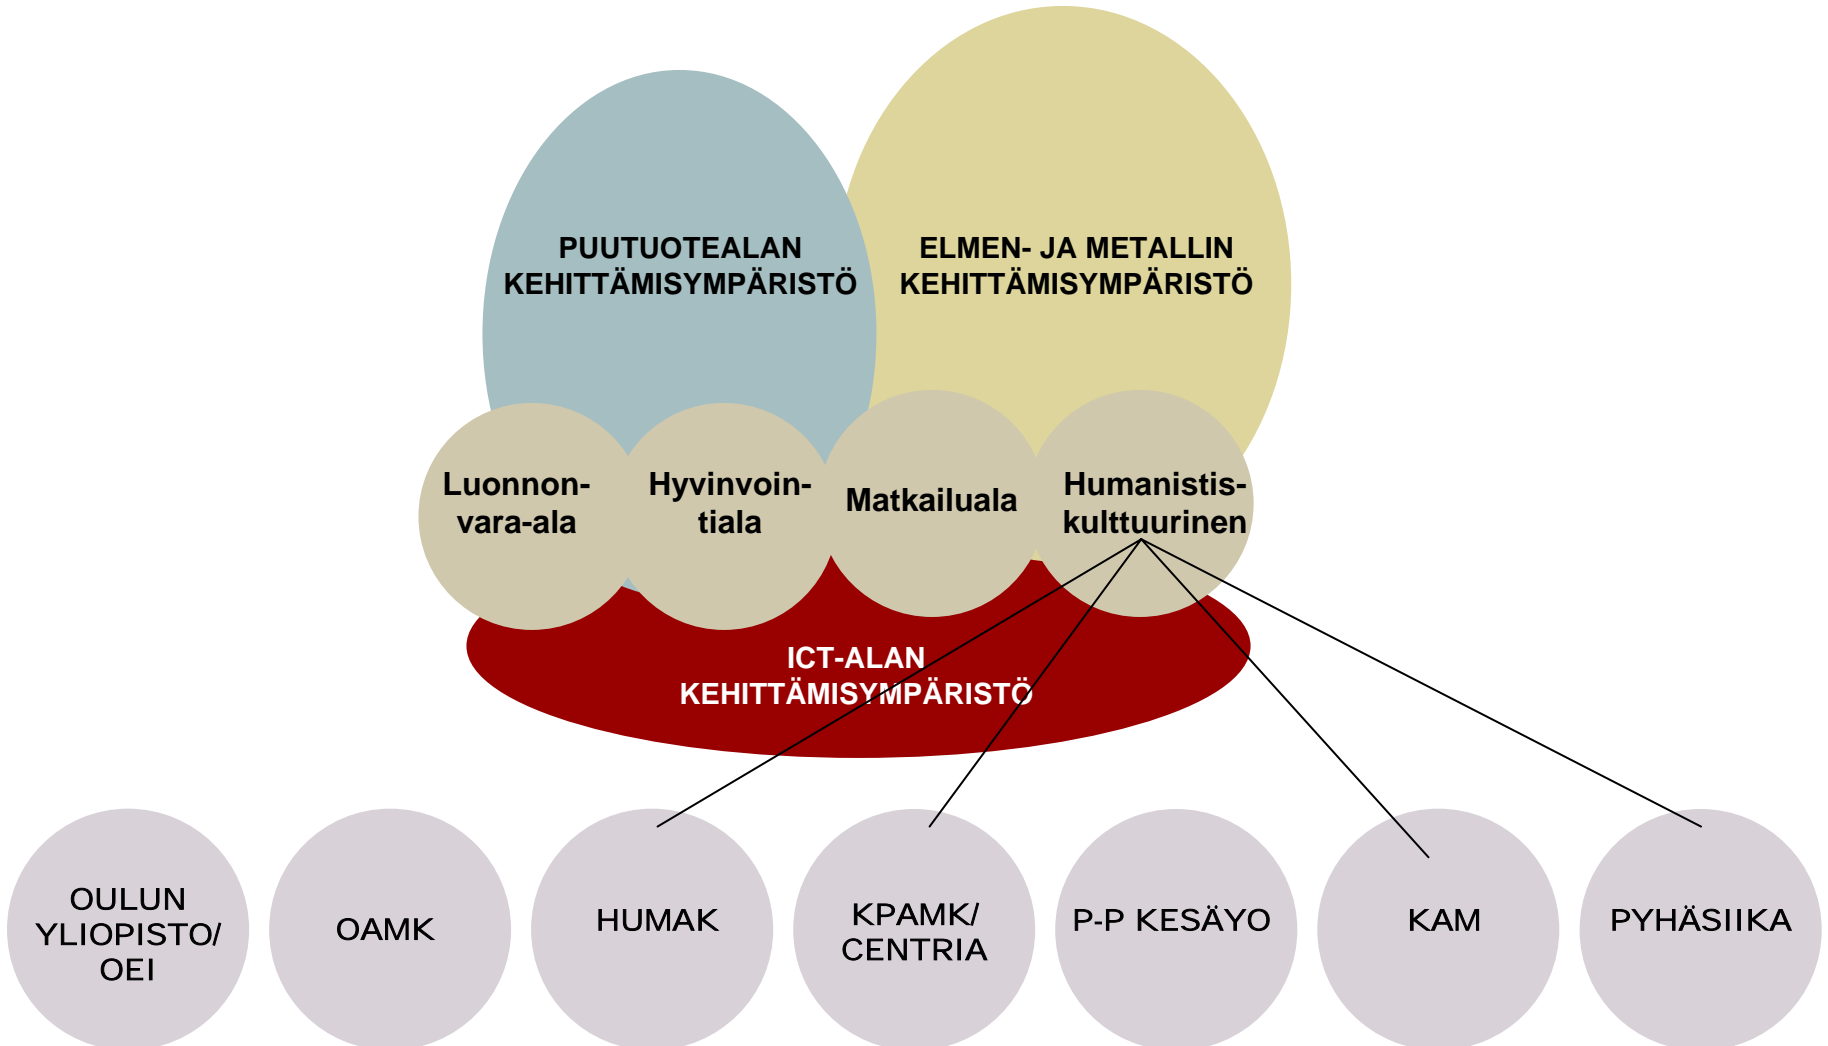 PUUTUOTEALAN
KEHITTÄMISYMPÄRISTÖ
ELMEN- JA METALLIN
KEHITTÄMISYMPÄRISTÖ
Luonnon-
vara-ala
Hyvinvoin-
tiala
Matkailuala
Humanistis-
kulttuurinen
ICT-ALAN
KEHITTÄMISYMPÄRISTÖ
OULUN
YLIOPISTO/
OEI
OAMK
HUMAK
KPAMK/
CENTRIA
P-P KESÄYO
KAM
PYHÄSIIKA